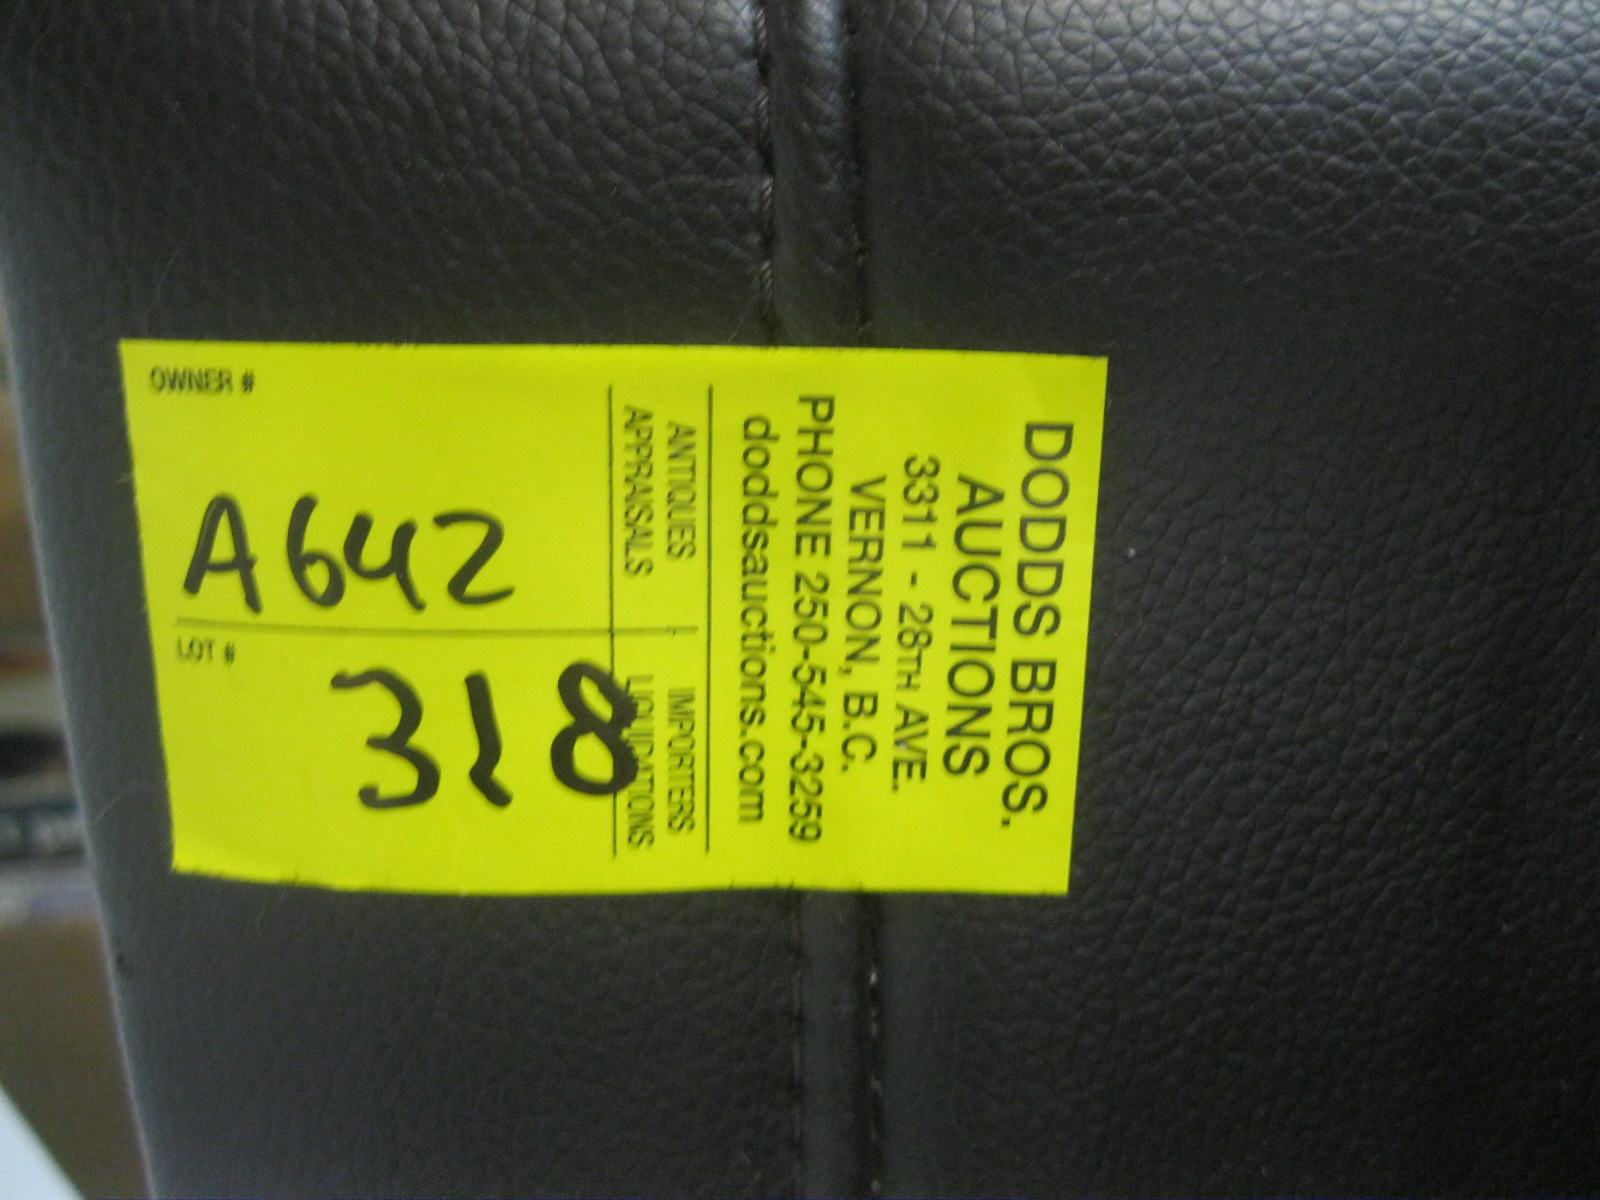 DODDS BROS.
AUCTIONS
3311 - 28TH AVE.
VERNON, B.C.
PHONE 250-545-3259
doddsauctions.com
ANTIQUES IMPORTERS
APPRAISALS LIQUIDATIONS
OWNER #
A642
LOT #
318